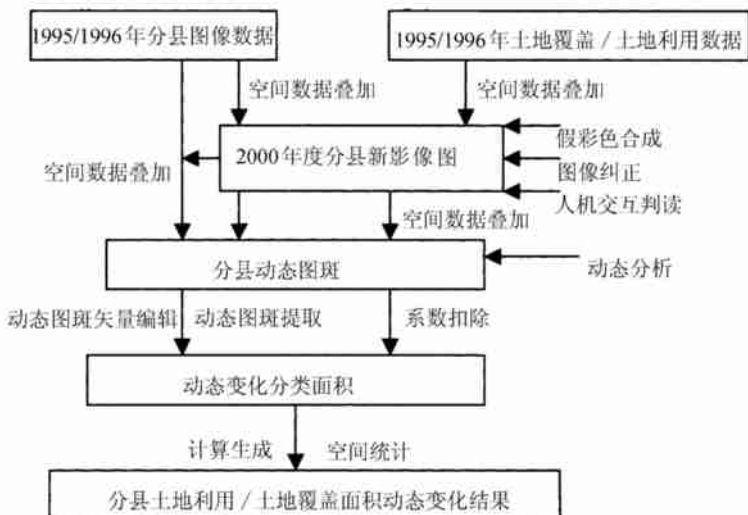 1995/1996年分县图像数据
1995/1996年土地覆盖/土地利用数据
空间数据叠加
空间数据叠加
假彩色合成
2000年度分县新影像图
空间数据叠加
图像纠正
人机交互判读
空间数据叠加
分县动态图斑
动态分析
动态图斑矢量编辑
动态图斑提取
系数扣除
动态变化分类面积
计算生成
空间统计
分县土地利用/土地覆盖面积动态变化结果